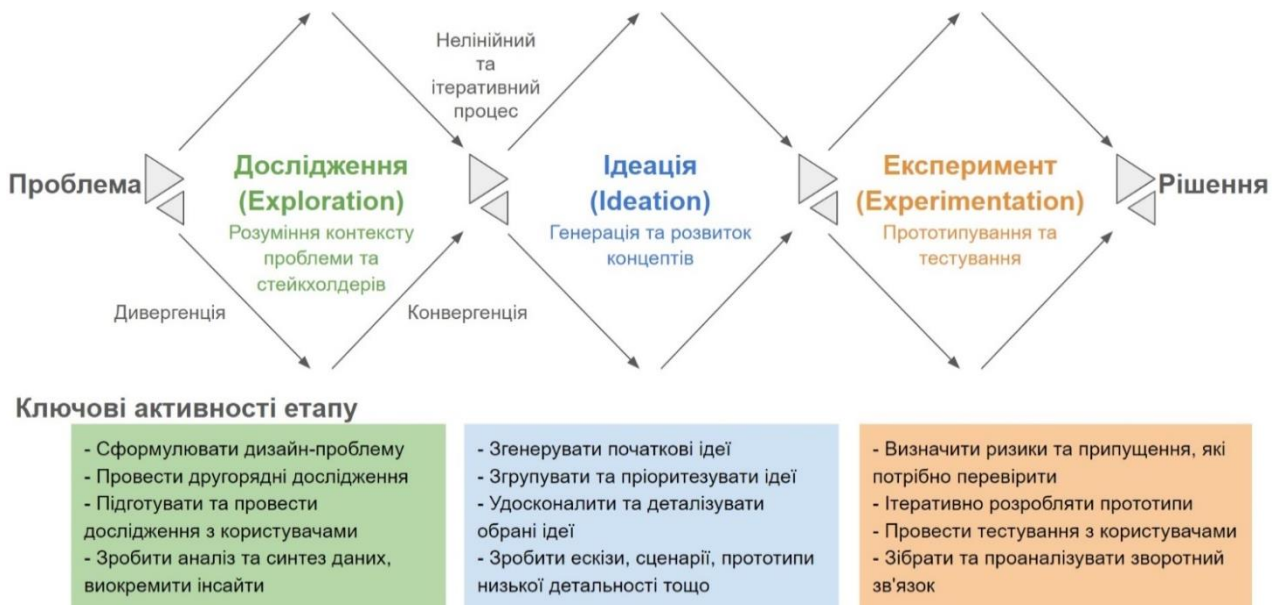 Нелінійний
та
ітеративний
процес
Проблема
Дослідження
(Exploration)
Розуміння контексту
проблеми та
стейкхолдерів
Ідеація
(Ideation)
Генерація та розвиток
концептів
Експеримент
(Experimentation)
Прототипування та
тестування
Рішення
Дивергенція
Конвергенція
Ключові активності етапу
- Сформулювати дизайн-проблему
- Провести другорядні дослідження
- Підготувати та провести
дослідження з користувачами
- Зробити аналіз та синтез даних,
виокремити інсайти
- Згенерувати початкові ідеї
- Згрупувати та пріоритезувати ідеї
- Удосконалити та деталізувати
обрані ідеї
- Зробити ескізи, сценарії, прототипи
низької детальності тощо
- Визначити ризики та припущення, які
потрібно перевірити
- Ітеративно розробляти прототипи
- Провести тестування з користувачами
- Зібрати та проаналізувати зворотний
зв'язок